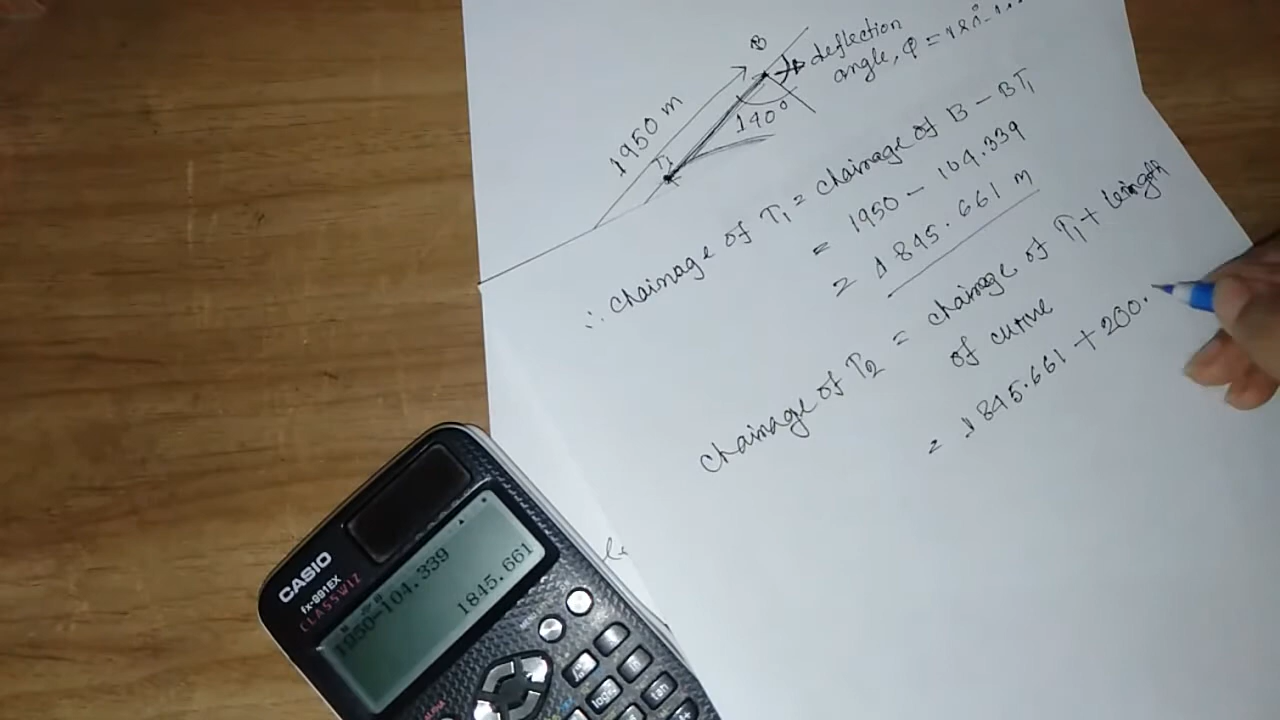 B
deflection
angle, φ = 180°-
1950 m
140°
T1
∴ Chainage of T1 = chainage of B - BT1
= 1950 - 104.339
= 1845.661 m
Chainage of T2 = chainage of T1 + length
of curve
= 1845.661 + 200.
CASIO
fx-991EX
CLASSWIZ
1950-104.339
1845.661